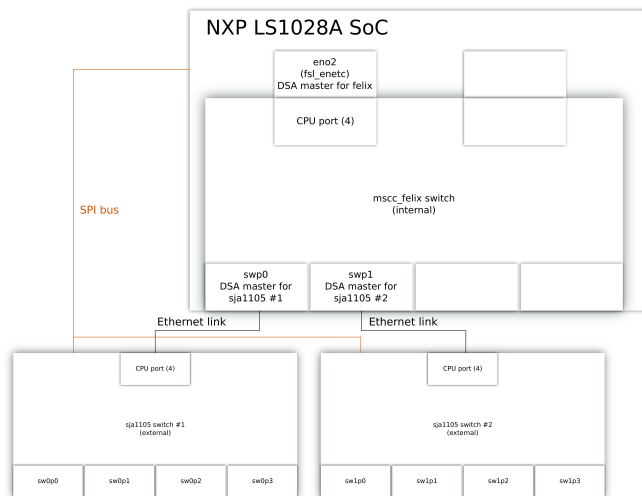 NXP LS1028A SoC
eno2
(fsl_enetc)
DSA master for felix
CPU port (4)
mscc_felix switch
(internal)
SPI bus
swp0
DSA master for
sja1105 #1
swp1
DSA master for
sja1105 #2
Ethernet link
Ethernet link
CPU port (4)
CPU port (4)
sja1105 switch #1
(external)
sja1105 switch #2
(external)
sw0p0
sw0p1
sw0p2
sw0p3
sw1p0
sw1p1
sw1p2
sw1p3